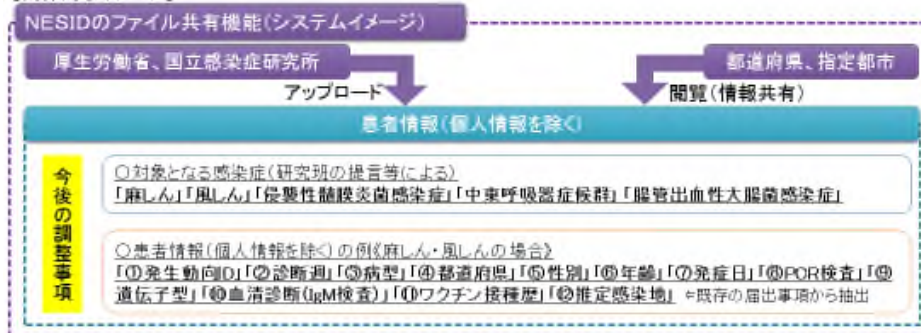 NESIDのファイル共有機能(システムイメージ)
厚生労働省、国立感染症研究所
都道府県、指定都市
アップロード
閲覧(情報共有)
患者情報(個人情報を除く)
今後の調整事項
○対象となる感染症(研究班の提言等による)
「麻しん」「風しん」「侵襲性髄膜炎菌感染症」「中東呼吸器症候群」「腸管出血性大腸菌感染症」
○患者情報(個人情報を除く)の例《麻しん・風しんの場合》
「①発生動向ID」「②診断週」「③病型」「④都道府県」「⑤性別」「⑥年齢」「⑦発症日」「⑧PCR検査」「⑨
遺伝子型」「⑩血清診断(IgM検査)」「⑪ワクチン接種歴」「⑫推定感染地」 ⇐既存の届出事項から抽出